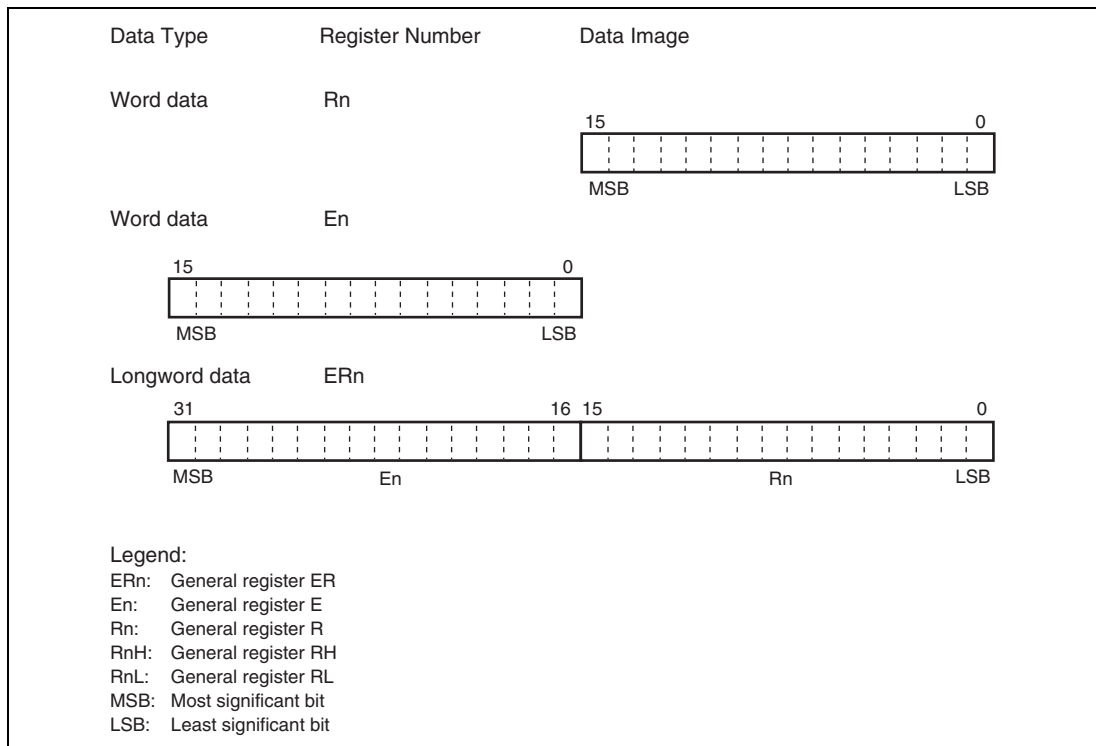 Data Type Register Number Data Image
Word data Rn
15 0
MSB LSB
Word data En
15 0
MSB LSB
Longword data ERn
31 16 15 0
MSB En Rn LSB
Legend:
ERn: General register ER
En: General register E
Rn: General register R
RnH: General register RH
RnL: General register RL
MSB: Most significant bit
LSB: Least significant bit